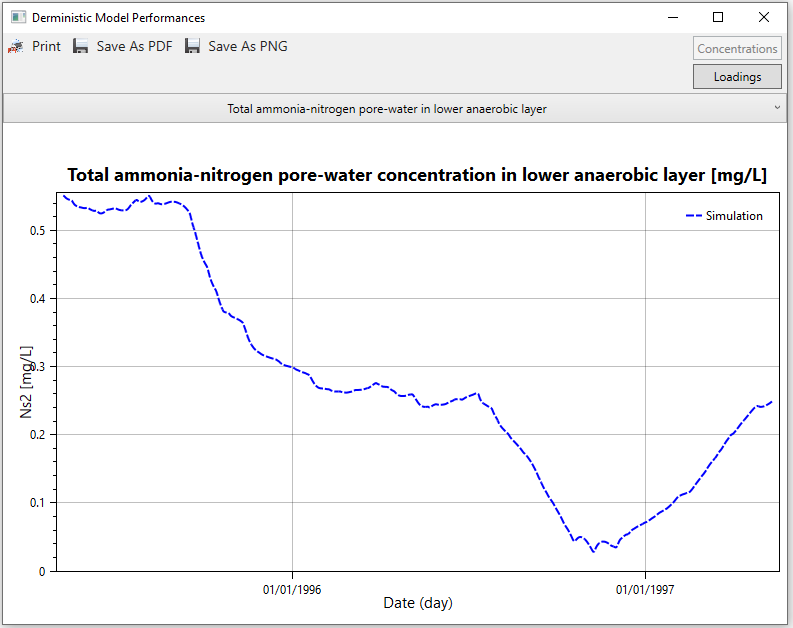 Derministic Model Performances
Print Save As PDF Save As PNG
Concentrations
Loadings
Total ammonia-nitrogen pore-water in lower anaerobic layer
Total ammonia-nitrogen pore-water concentration in lower anaerobic layer [mg/L]
Simulation
0.5
0.4
0.3
0.2
0.1
0
Ns2 [mg/L]
01/01/1996 01/01/1997
Date (day)